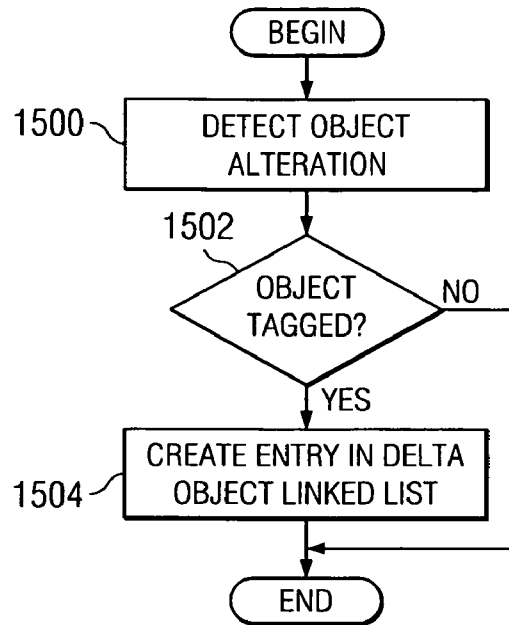 BEGIN
1500
DETECT OBJECT
ALTERATION
1502
OBJECT
TAGGED?
NO
YES
1504
CREATE ENTRY IN DELTA
OBJECT LINKED LIST
END